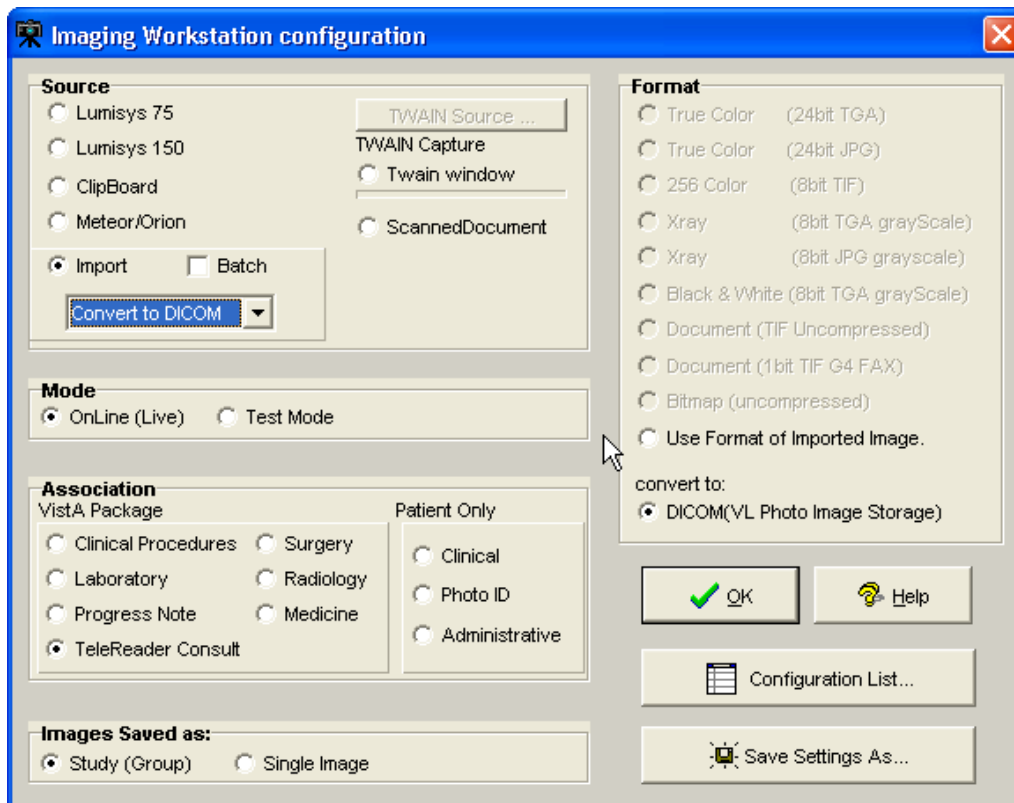 Imaging Workstation configuration
Source
Lumisys 75
Lumisys 150
ClipBoard
Meteor/Orion
Import Batch
Convert to DICOM
TWAIN Source ...
TWAIN Capture
Twain window
ScannedDocument
Mode
OnLine (Live) Test Mode
Association
VistA Package
Clinical Procedures Surgery
Laboratory Radiology
Progress Note Medicine
TeleReader Consult
Patient Only
Clinical
Photo ID
Administrative
Images Saved as:
Study (Group) Single Image
Format
True Color (24bit TGA)
True Color (24bit JPG)
256 Color (8bit TIF)
Xray (8bit TGA grayScale)
Xray (8bit JPG grayscale)
Black & White (8bit TGA grayScale)
Document (TIF Uncompressed)
Document (1bit TIF G4 FAX)
Bitmap (uncompressed)
Use Format of Imported Image.
convert to:
DICOM(VL Photo Image Storage)
OK Help
Configuration List...
Save Settings As...